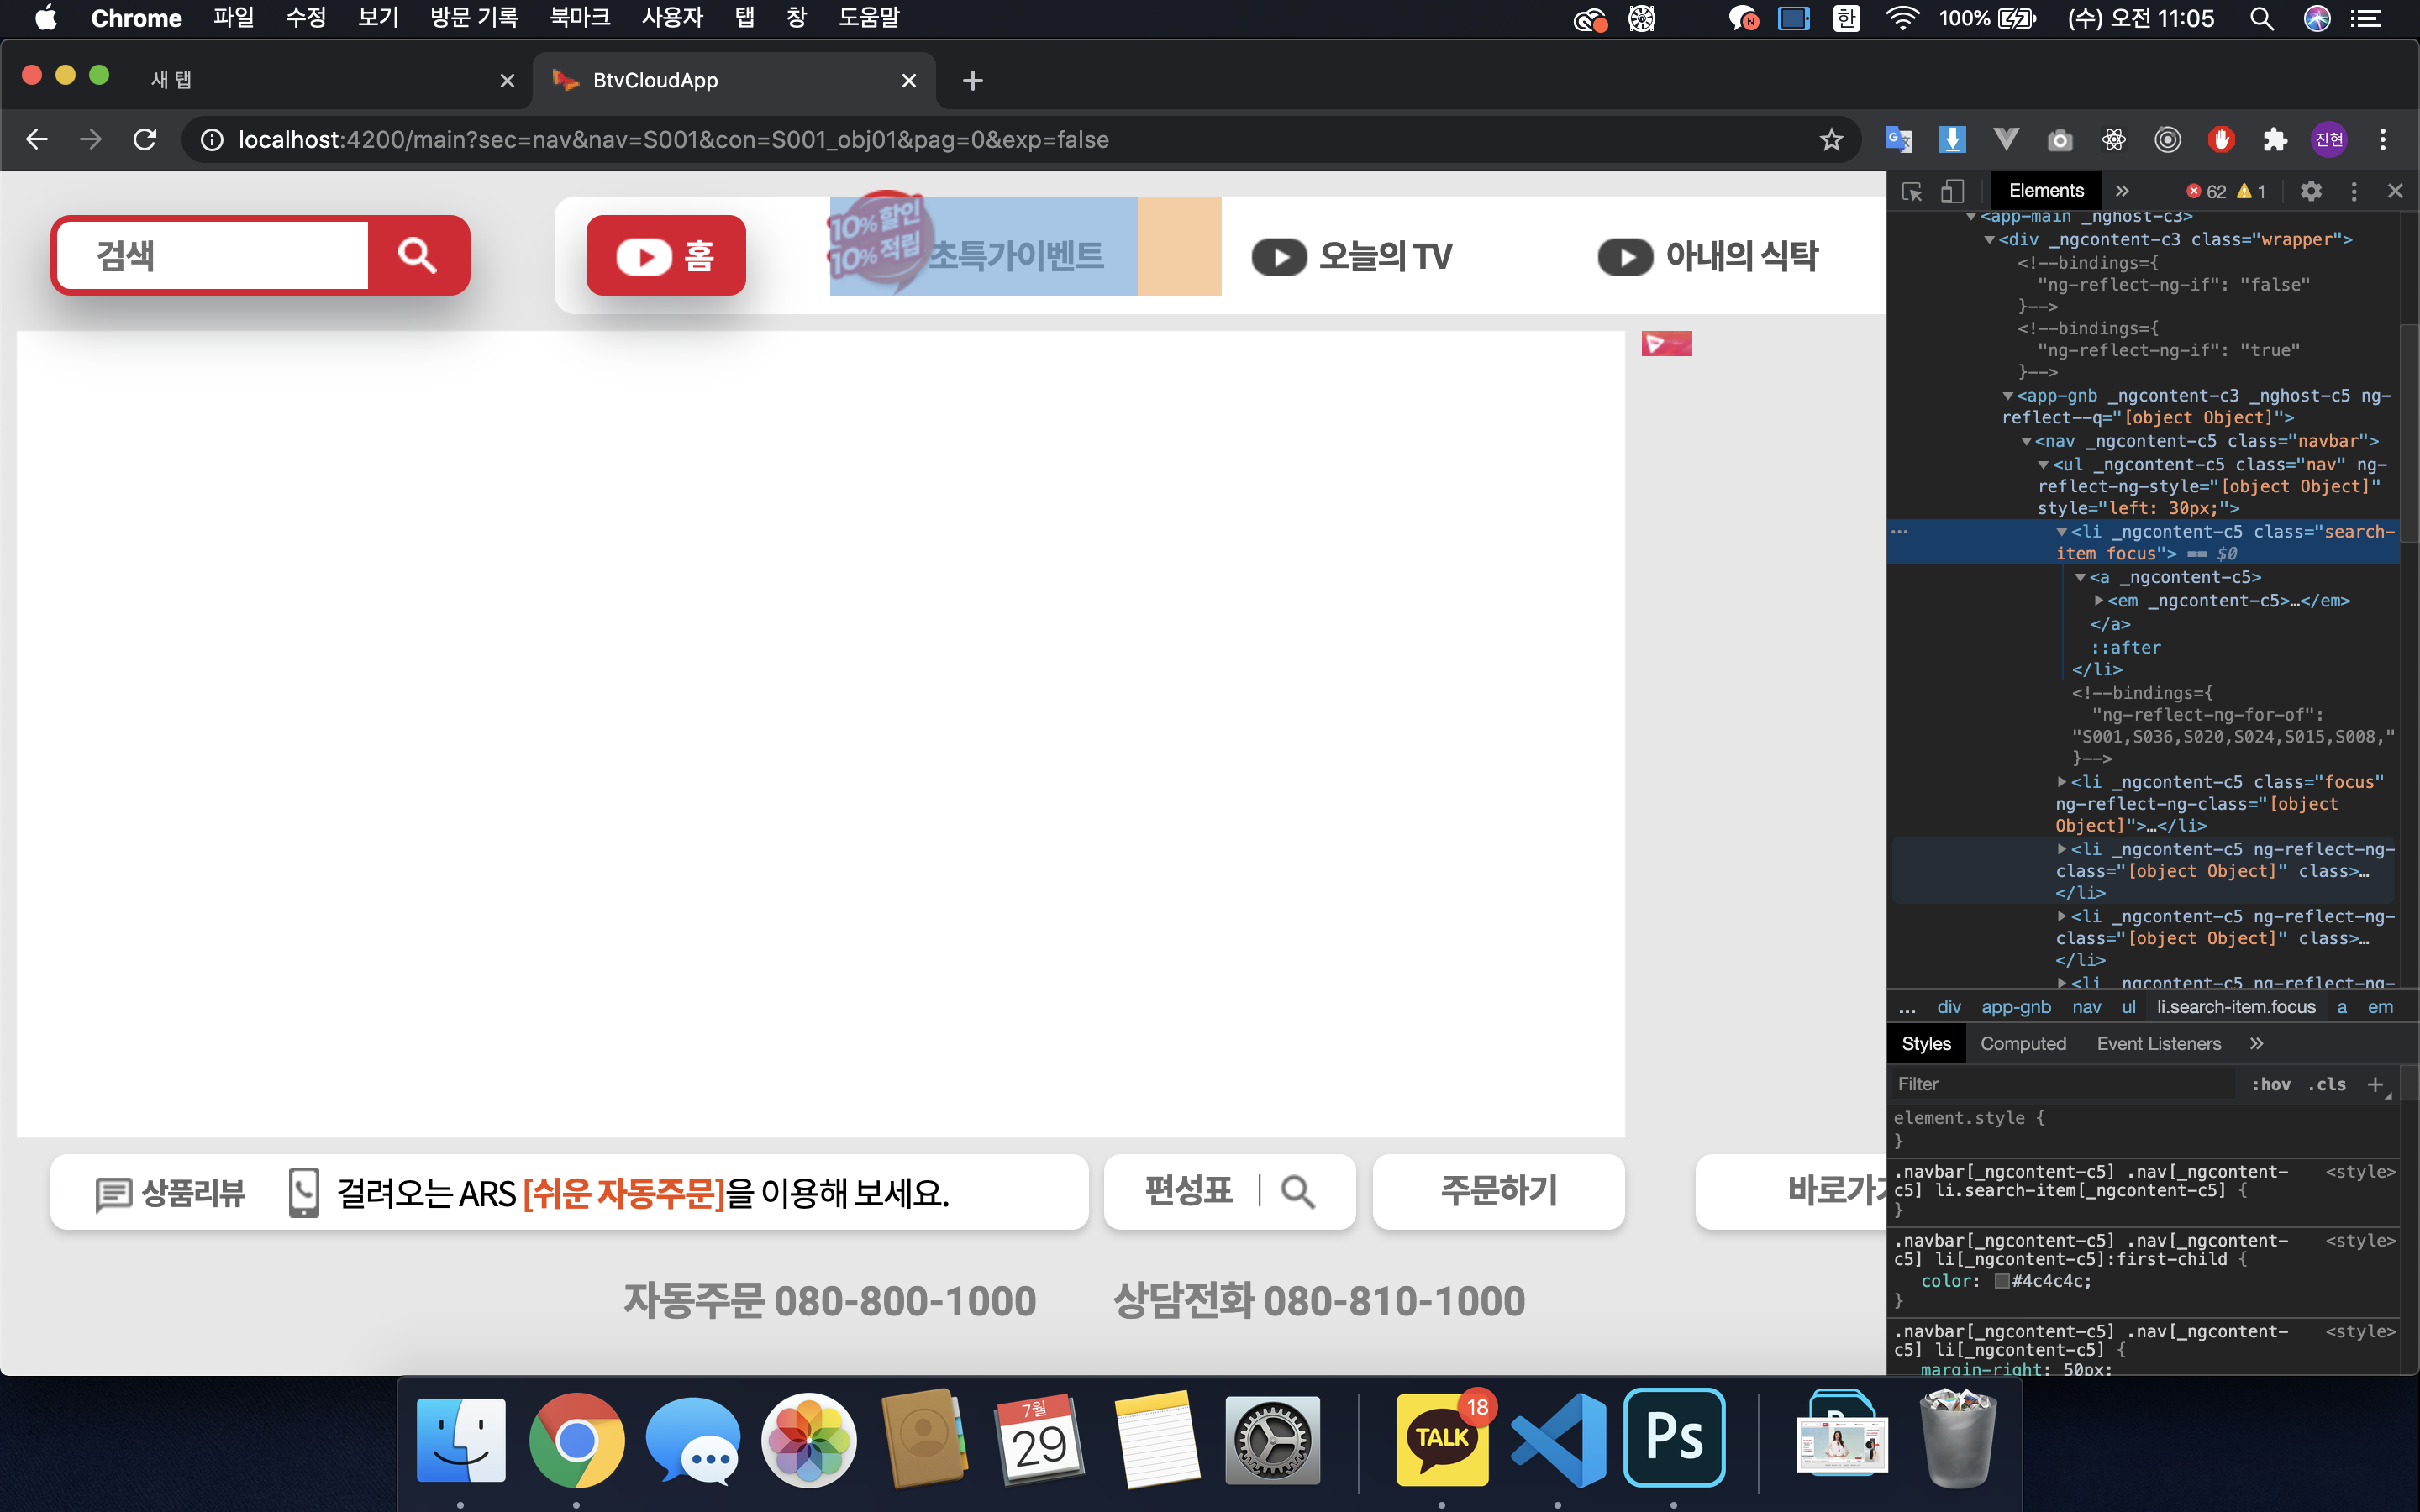 Chrome 파일 수정 보기 방문 기록 북마크 사용자 탭 창 도움말 N 한 100% (수) 오전 11:05
새 탭 BtvCloudApp
localhost:4200/main?sec=nav&nav=S001&con=S001_obj01&pag=0&exp=false 진현
검색 홈 10%할인 10%적립 초특가이벤트 오늘의 TV 아내의 식탁
상품리뷰 걸려오는 ARS [쉬운 자동주문]을 이용해 보세요. 편성표 주문하기
자동주문 080-800-1000 상담전화 080-810-1000
Elements » 62 1
<app-main _nghost-c3>
<div _ngcontent-c3 class="wrapper">
<!--bindings={
"ng-reflect-ng-if": "false"
}-->
<!--bindings={
"ng-reflect-ng-if": "true"
}-->
<app-gnb _ngcontent-c3 _nghost-c5 ng-
reflect--q="[object Object]">
<nav _ngcontent-c5 class="navbar">
<ul _ngcontent-c5 class="nav" ng-
reflect-ng-style="[object Object]"
style="left: 30px;">
<li _ngcontent-c5 class="search-
item focus"> == $0
<a _ngcontent-c5>
<em _ngcontent-c5>…</em>
</a>
::after
</li>
<!--bindings={
"ng-reflect-ng-for-of":
"S001,S036,S020,S024,S015,S008,"
}-->
<li _ngcontent-c5 class="focus"
ng-reflect-ng-class="[object
Object]">…</li>
<li _ngcontent-c5 ng-reflect-ng-
class="[object Object]" class>…
</li>
<li _ngcontent-c5 ng-reflect-ng-
class="[object Object]" class>…
</li>
<li _ngcontent-c5 ng-reflect-ng-
... div app-gnb nav ul li.search-item.focus a em
Styles Computed Event Listeners »
Filter :hov .cls +
element.style {
}
.navbar[_ngcontent-c5] .nav[_ngcontent- <style>
c5] li.search-item[_ngcontent-c5] {
}
.navbar[_ngcontent-c5] .nav[_ngcontent- <style>
c5] li[_ngcontent-c5]:first-child {
color: #4c4c4c;
}
.navbar[_ngcontent-c5] .nav[_ngcontent- <style>
c5] li[_ngcontent-c5] {
margin-right: 50px;
7월 29 TALK 18 Ps